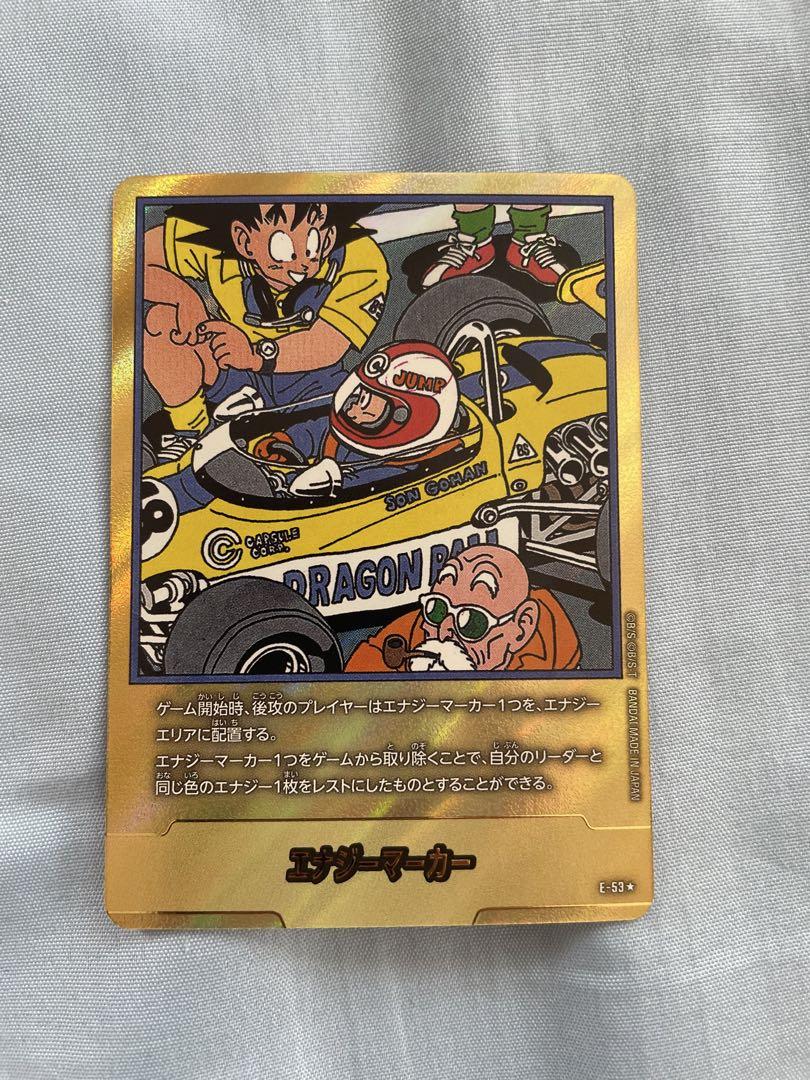 JUMP
BS
SON GOHAN
8
CAPSULE
CORP.
DRAGON BALL
ゲーム開始時、後攻のプレイヤーはエナジーマーカー1つを、エナジー
エリアに配置する。
エナジーマーカー1つをゲームから取り除くことで、自分のリーダーと
同じ色のエナジー1枚をレストにしたものとすることができる。
エナジーマーカー
E-53★
©B/S ©B/S·T BANDAI MADE IN JAPAN